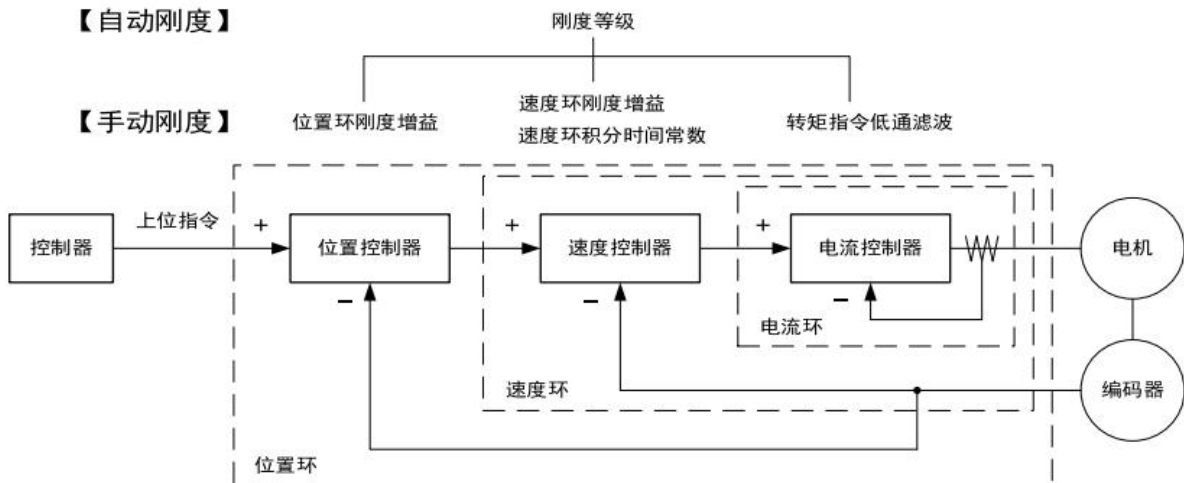 【自动刚度】
刚度等级
【手动刚度】
位置环刚度增益
速度环刚度增益
速度环积分时间常数
转矩指令低通滤波
控制器
上位指令
+
位置控制器
−
+
速度控制器
−
+
电流控制器
−
电机
电流环
速度环
编码器
位置环